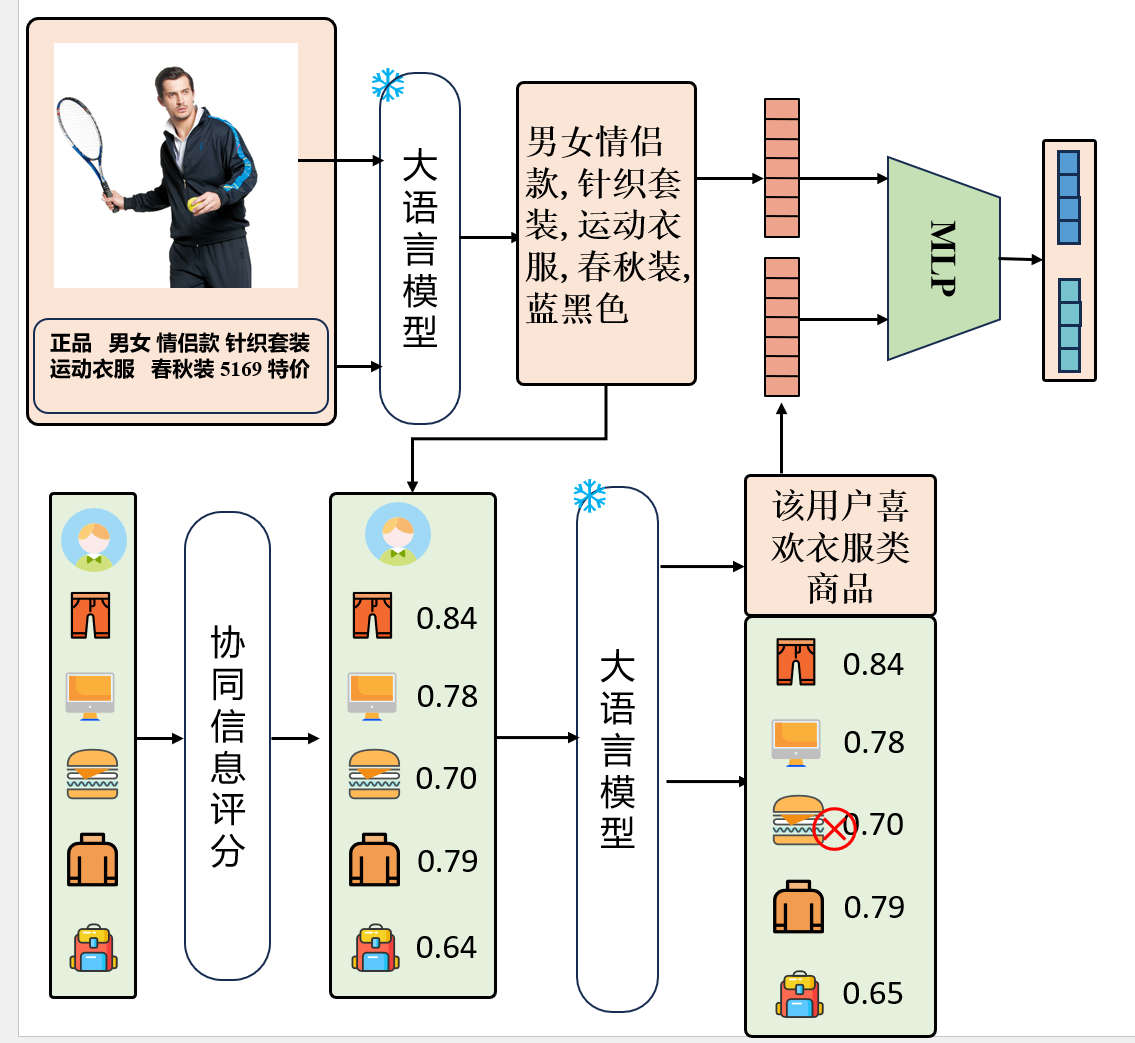 正品 男女 情侣款 针织套装
运动衣服 春秋装 5169 特价
大
语
言
模
型
男女情侣
款, 针织套
装, 运动衣
服, 春秋装,
蓝黑色
MLP
协
同
信
息
评
分
0.84
0.78
0.70
0.79
0.64
大
语
言
模
型
该用户喜
欢衣服类
商品
0.84
0.78
0.70
0.79
0.65